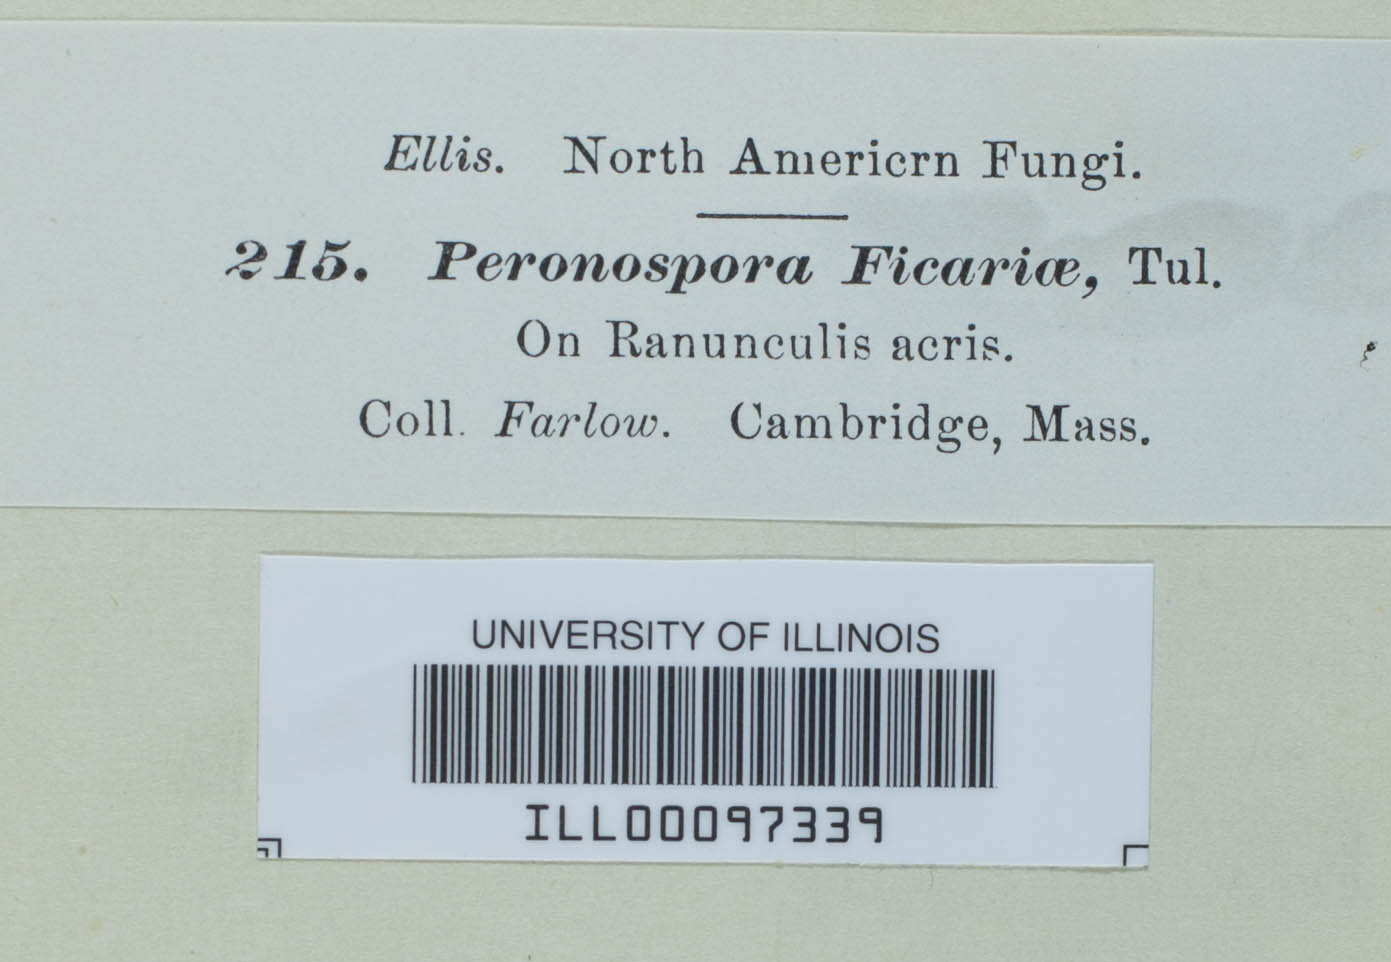 Ellis. North Americrn Fungi.
215. Peronospora Ficariæ, Tul.
On Ranunculis acris.
Coll. Farlow. Cambridge, Mass.
UNIVERSITY OF ILLINOIS
ILL00097339